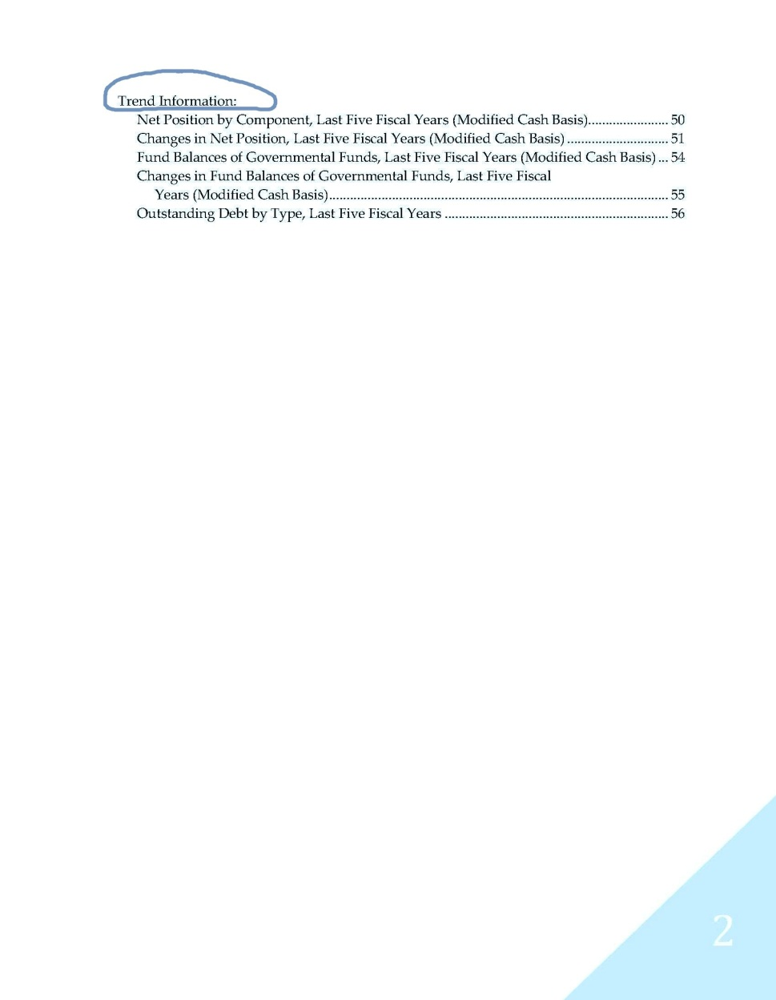 Trend Information:
Net Position by Component, Last Five Fiscal Years (Modified Cash Basis)....................... 50
Changes in Net Position, Last Five Fiscal Years (Modified Cash Basis) ............................. 51
Fund Balances of Governmental Funds, Last Five Fiscal Years (Modified Cash Basis) ... 54
Changes in Fund Balances of Governmental Funds, Last Five Fiscal
Years (Modified Cash Basis).................................................................................................. 55
Outstanding Debt by Type, Last Five Fiscal Years ................................................................. 56
2